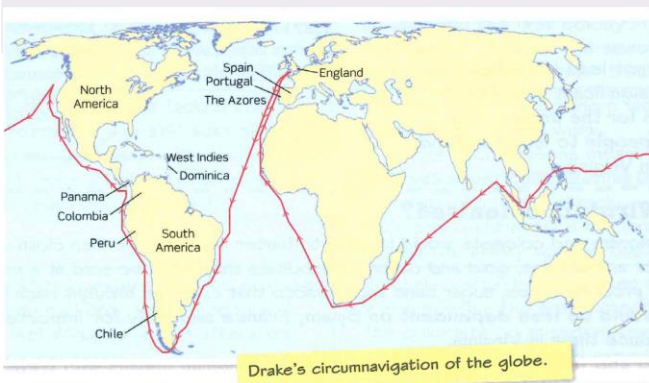 North
America
Spain
Portugal
The Azores
England
West Indies
Dominica
Panama
Colombia
Peru
South
America
Chile
Drake's circumnavigation of the globe.